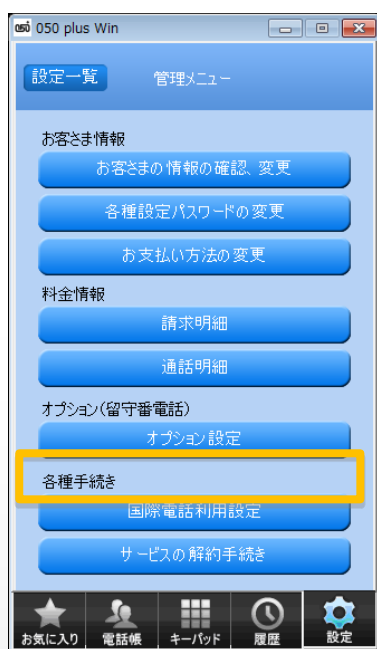 050 050 plus Win
設定一覧 管理メニュー
お客さま情報
お客さまの情報の確認、変更
各種設定パスワードの変更
お支払い方法の変更
料金情報
請求明細
通話明細
オプション(留守番電話)
オプション設定
各種手続き
国際電話利用設定
サービスの解約手続き
お気に入り 電話帳 キーパッド 履歴 設定